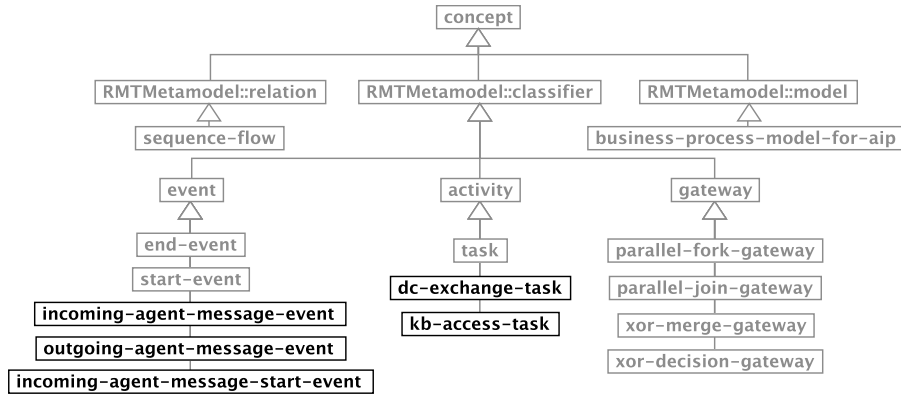 concept
RMTMetamodel::relation RMTMetamodel::classifier RMTMetamodel::model
sequence-flow business-process-model-for-aip
event activity gateway
end-event task parallel-fork-gateway
start-event dc-exchange-task parallel-join-gateway
incoming-agent-message-event kb-access-task xor-merge-gateway
outgoing-agent-message-event xor-decision-gateway
incoming-agent-message-start-event